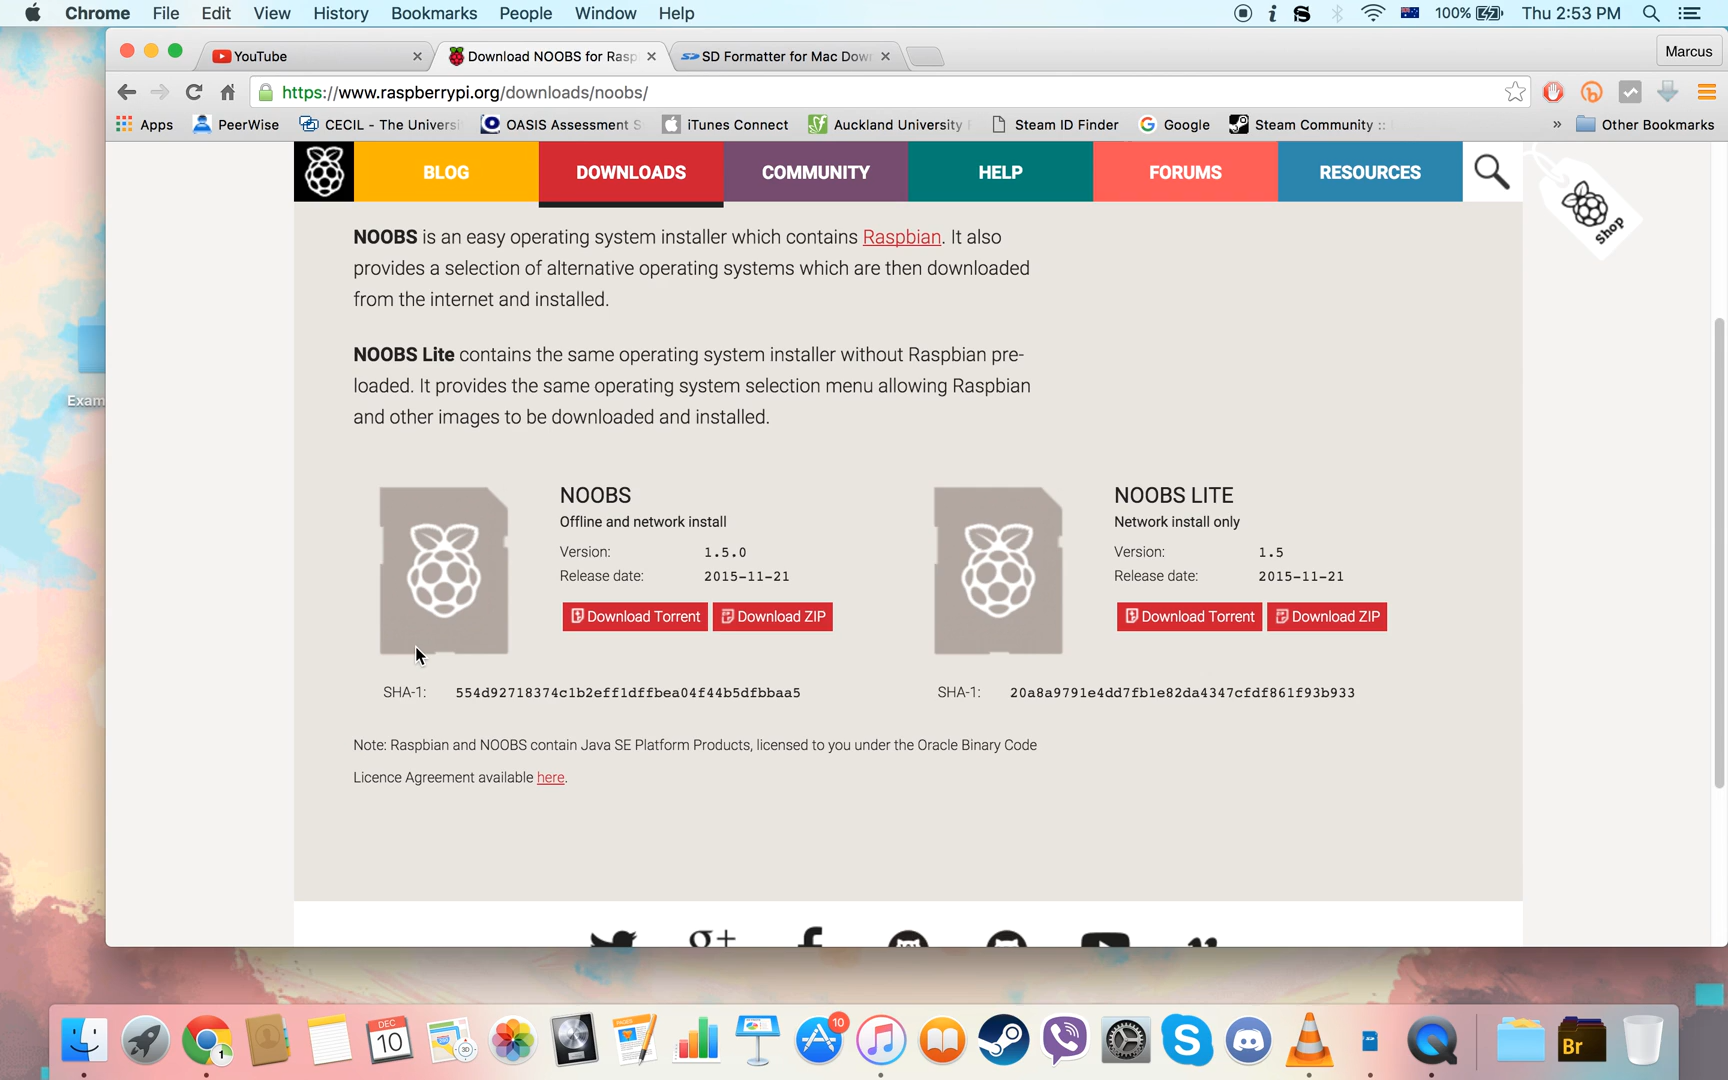 Chrome File Edit View History Bookmarks People Window Help 100% Thu 2:53 PM
YouTube Download NOOBS for Rasp SD Formatter for Mac Dow Marcus
https://www.raspberrypi.org/downloads/noobs/
Apps PeerWise CECIL - The Universi OASIS Assessment S iTunes Connect Auckland University Steam ID Finder Google Steam Community :: » Other Bookmarks
BLOG DOWNLOADS COMMUNITY HELP FORUMS RESOURCES
Shop
NOOBS is an easy operating system installer which contains Raspbian. It also
provides a selection of alternative operating systems which are then downloaded
from the internet and installed.
NOOBS Lite contains the same operating system installer without Raspbian pre-
loaded. It provides the same operating system selection menu allowing Raspbian
and other images to be downloaded and installed.
Exam
NOOBS
Offline and network install
Version: 1.5.0
Release date: 2015-11-21
Download Torrent Download ZIP
SHA-1: 554d92718374c1b2eff1dffbea04f44b5dfbbaa5
NOOBS LITE
Network install only
Version: 1.5
Release date: 2015-11-21
Download Torrent Download ZIP
SHA-1: 20a8a9791e4dd7fb1e82da4347cfdf861f93b933
Note: Raspbian and NOOBS contain Java SE Platform Products, licensed to you under the Oracle Binary Code
Licence Agreement available here.
g+
1 DEC 10 3D 10 Br